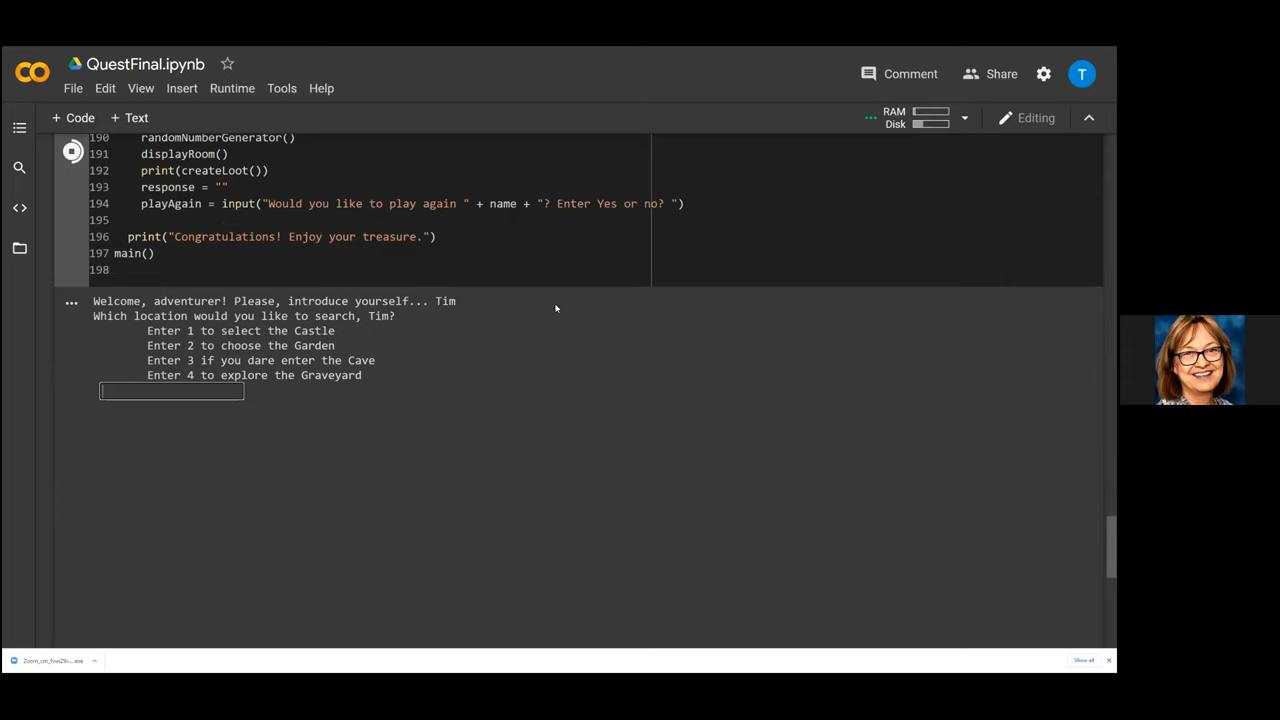 QuestFinal.ipynb
File Edit View Insert Runtime Tools Help
Comment Share T
+ Code + Text
RAM
Disk
Editing
190 randomNumberGenerator()
191 displayRoom()
192 print(createLoot())
193 response = ""
194 playAgain = input("Would you like to play again " + name + "? Enter Yes or no? ")
195
196 print("Congratulations! Enjoy your treasure.")
197 main()
198
Welcome, adventurer! Please, introduce yourself... Tim
Which location would you like to search, Tim?
Enter 1 to select the Castle
Enter 2 to choose the Garden
Enter 3 if you dare enter the Cave
Enter 4 to explore the Graveyard
Show all